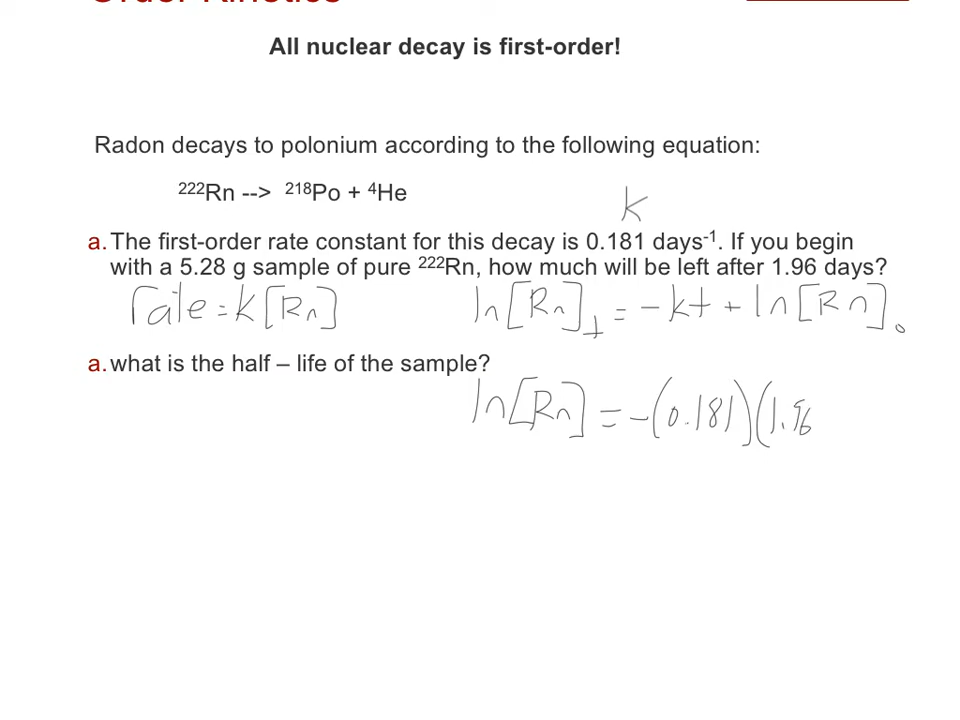 All nuclear decay is first-order!
Radon decays to polonium according to the following equation:
²²²Rn --> ²¹⁸Po + ⁴He
k
a. The first-order rate constant for this decay is 0.181 days⁻¹. If you begin
with a 5.28 g sample of pure ²²²Rn, how much will be left after 1.96 days?
rate = k[Rn] ln[Rn]ₜ = -kt + ln[Rn]₀
a. what is the half – life of the sample?
ln[Rn] = -(0.181)(1.96